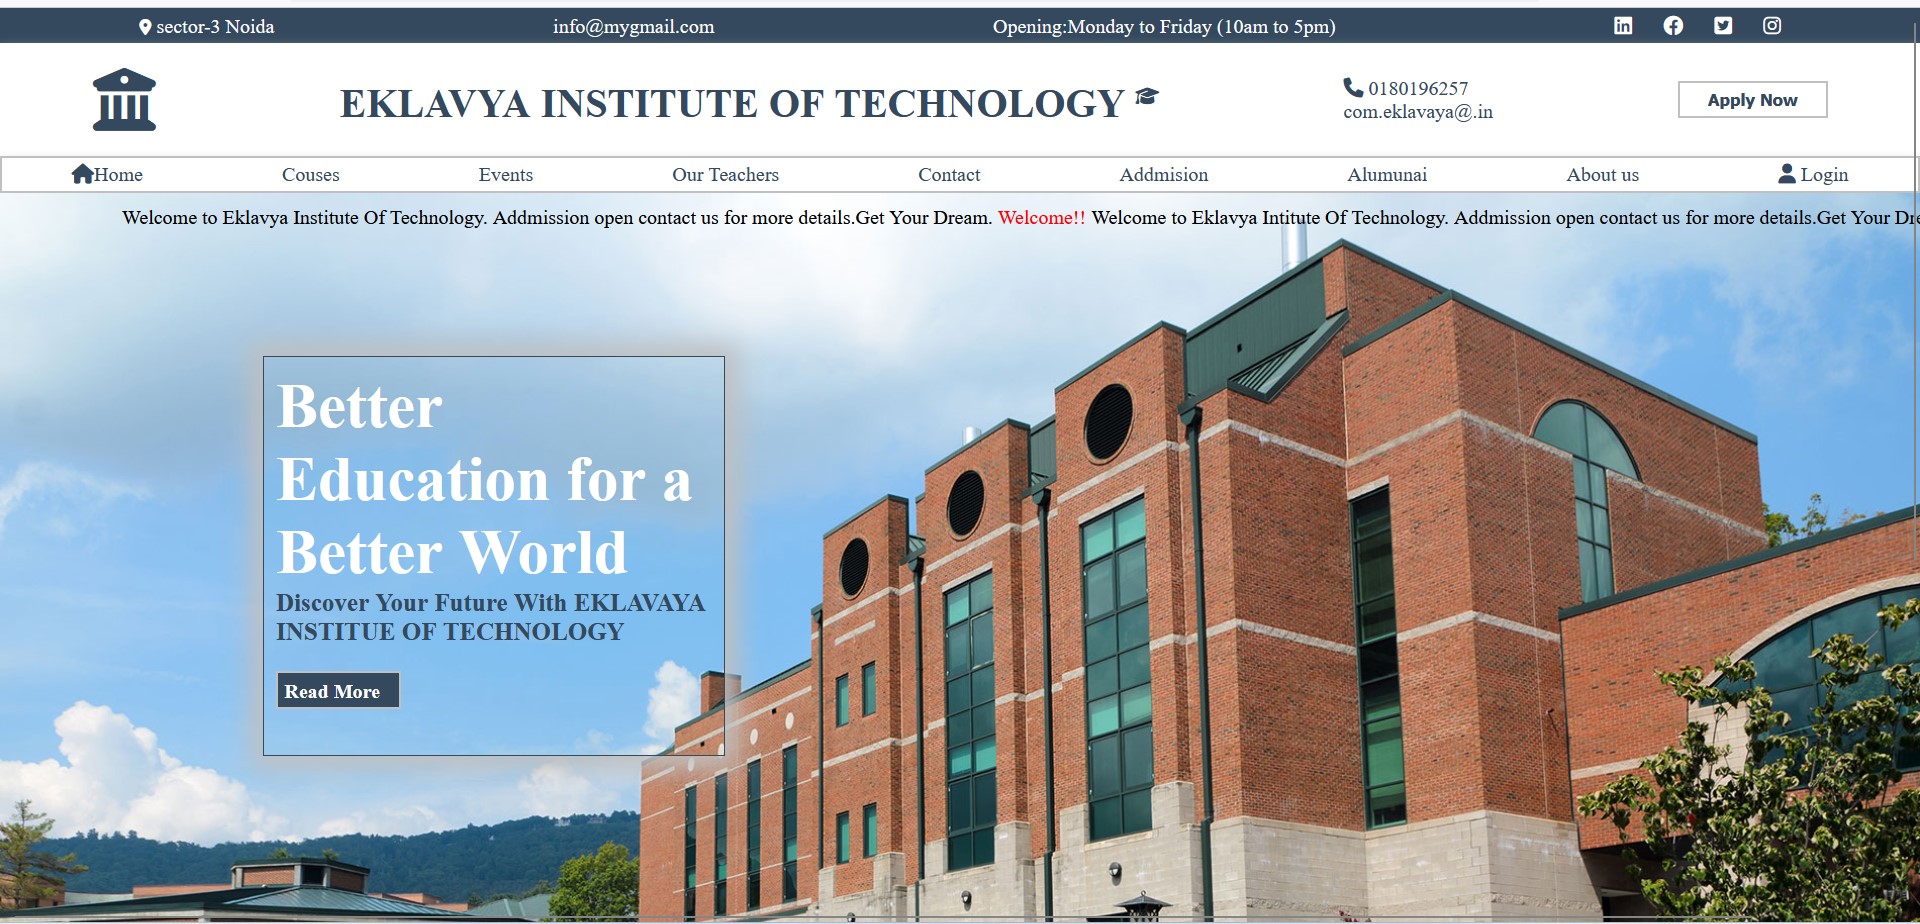 sector-3 Noida
info@mygmail.com
Opening:Monday to Friday (10am to 5pm)
EKLAVYA INSTITUTE OF TECHNOLOGY
0180196257
com.eklavaya@.in
Apply Now
Home
Couses
Events
Our Teachers
Contact
Addmision
Alumunai
About us
Login
Welcome to Eklavya Institute Of Technology. Addmission open contact us for more details.Get Your Dream. Welcome!! Welcome to Eklavya Intitute Of Technology. Addmission open contact us for more details.Get Your
Better
Education for a
Better World
Discover Your Future With EKLAVAYA
INSTITUE OF TECHNOLOGY
Read More